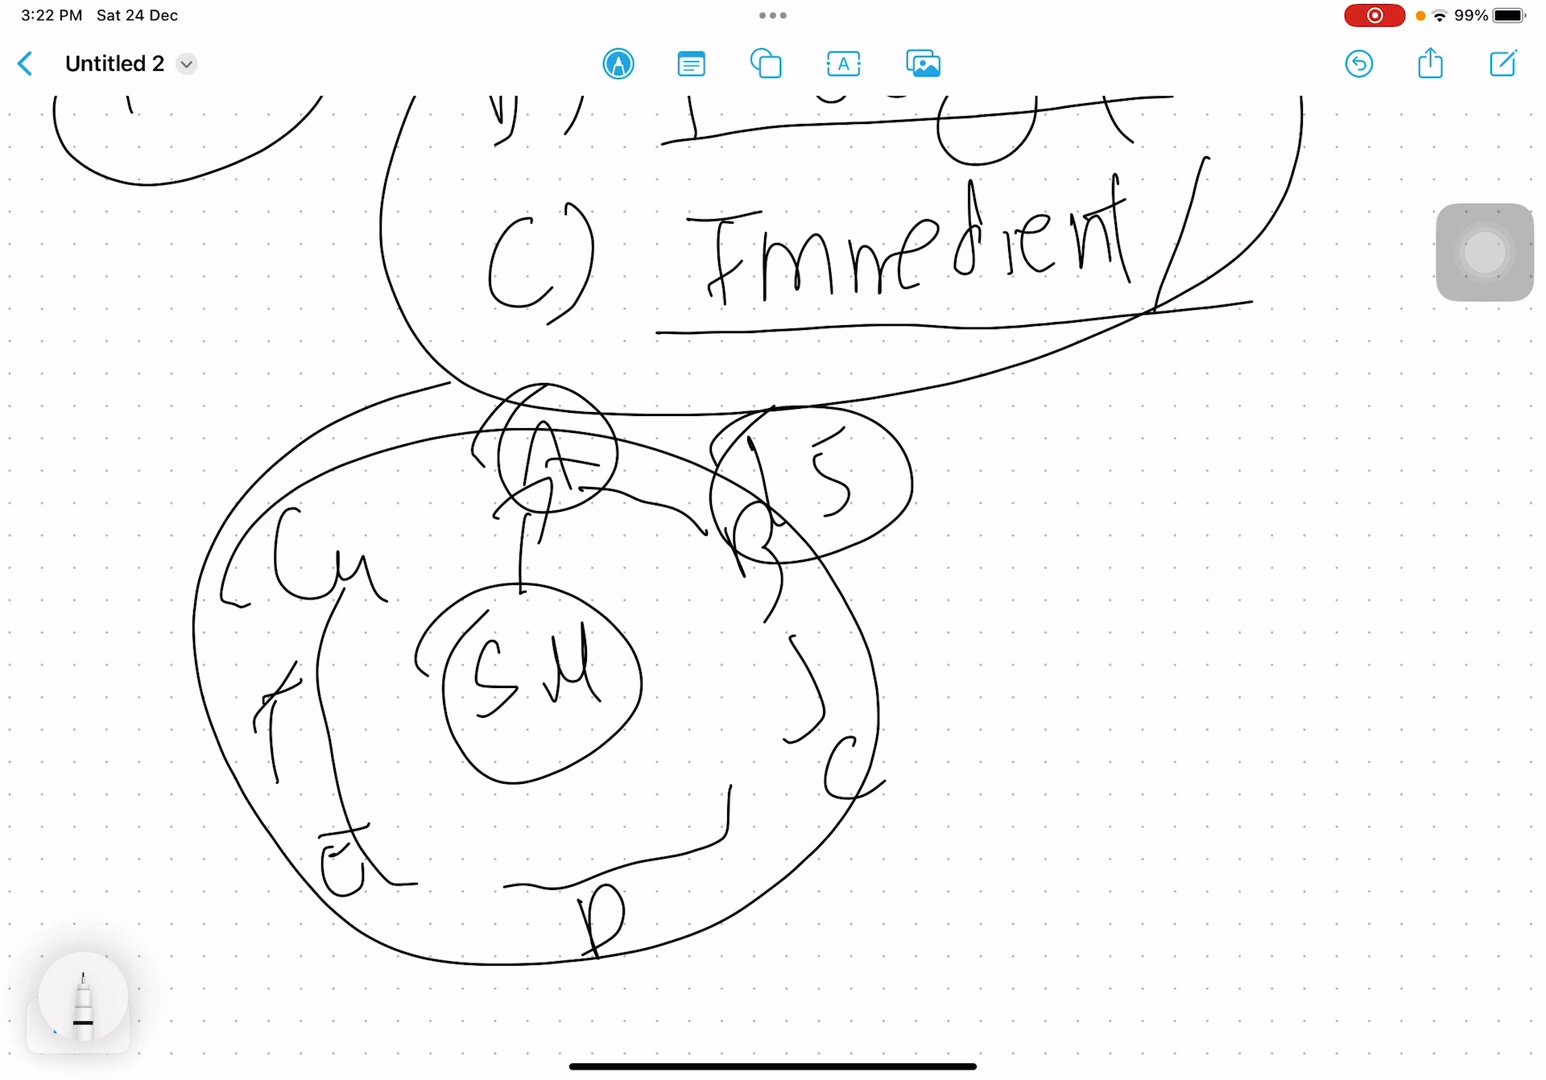 3:22 PM Sat 24 Dec
99%
Untitled 2
A
C) Immedient
A
S
B
Cu
SM
C
D